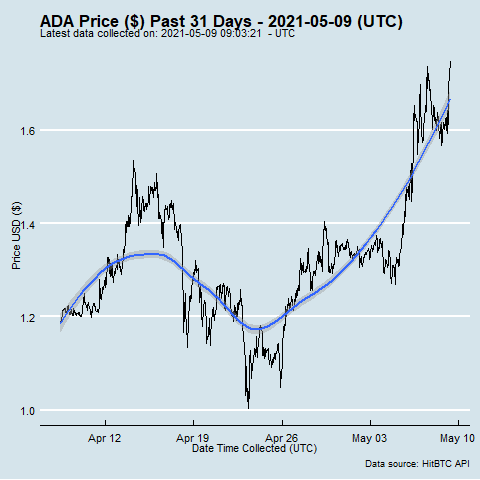 ADA Price ($) Past 31 Days - 2021-05-09 (UTC)
Latest data collected on: 2021-05-09 09:03:21 - UTC
Price USD ($)
1.6
1.4
1.2
1.0
Apr 12
Apr 19
Apr 26
May 03
May 10
Date Time Collected (UTC)
Data source: HitBTC API